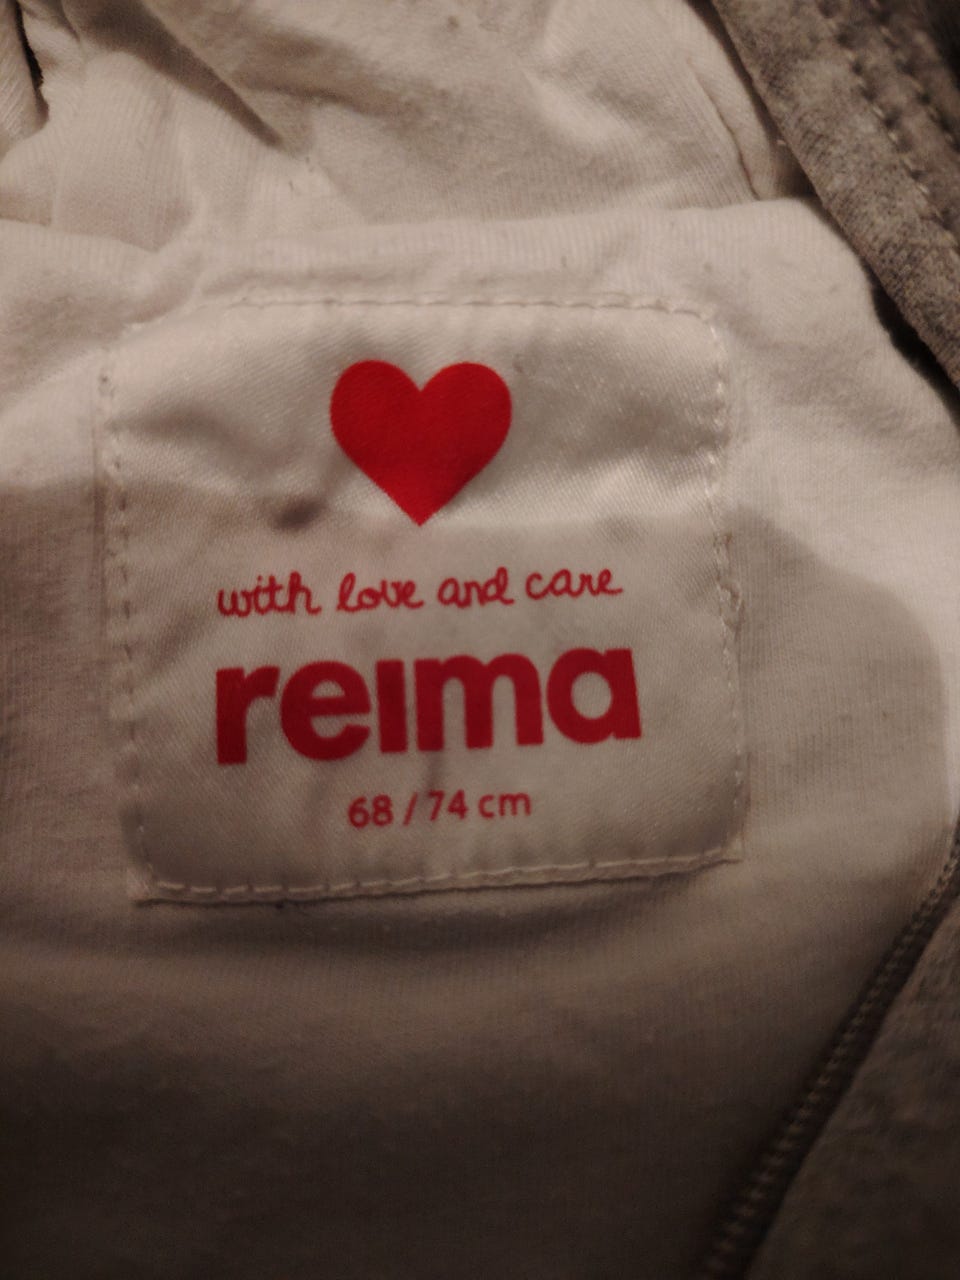 with love and care
reima
68 / 74 cm